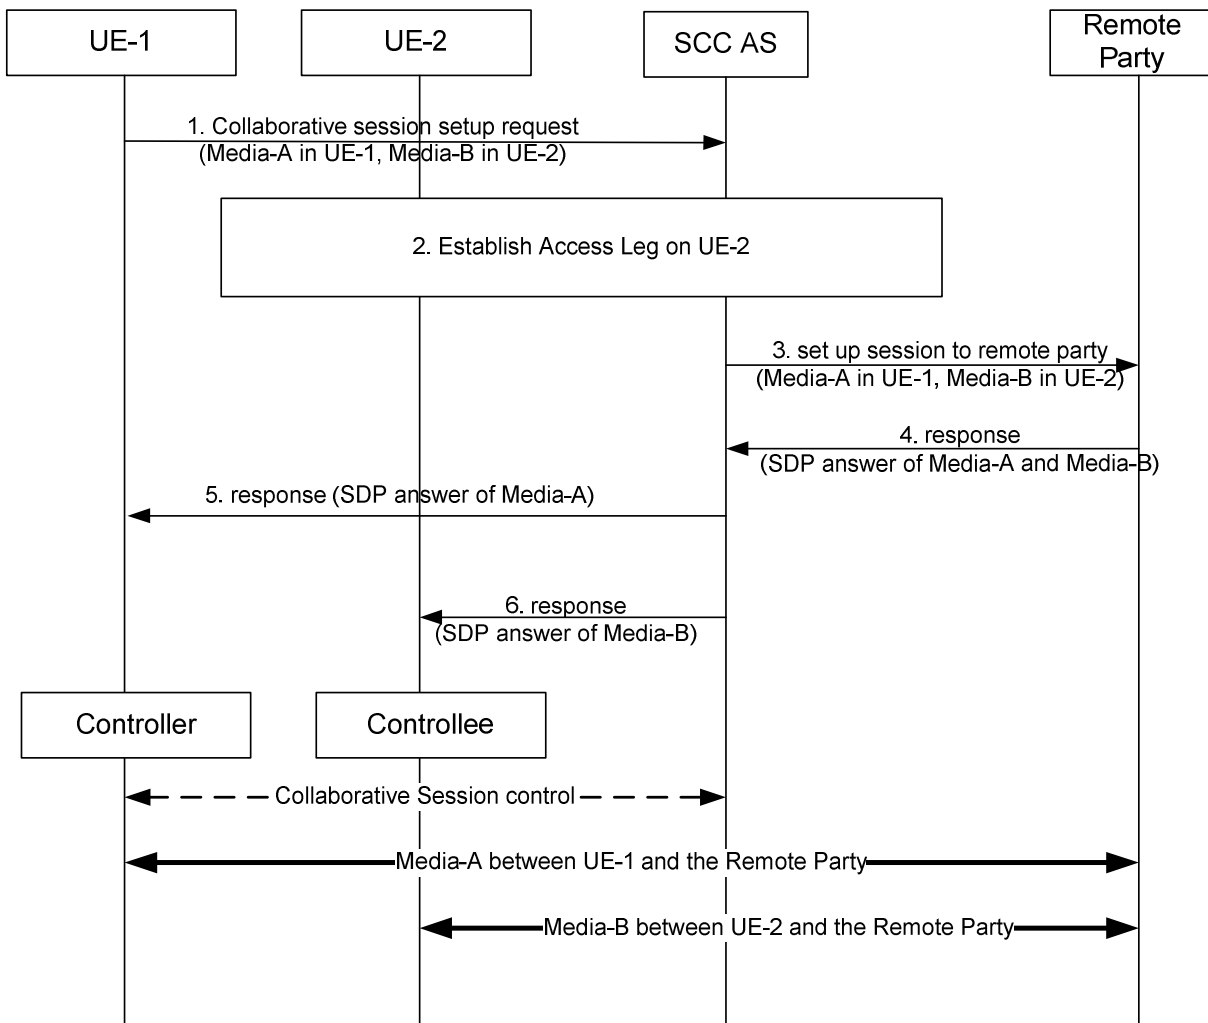 UE-1
UE-2
SCC AS
Remote
Party
1. Collaborative session setup request
(Media-A in UE-1, Media-B in UE-2)
2. Establish Access Leg on UE-2
3. set up session to remote party
(Media-A in UE-1, Media-B in UE-2)
4. response
(SDP answer of Media-A and Media-B)
5. response (SDP answer of Media-A)
6. response
(SDP answer of Media-B)
Controller
Controllee
Collaborative Session control
Media-A between UE-1 and the Remote Party
Media-B between UE-2 and the Remote Party